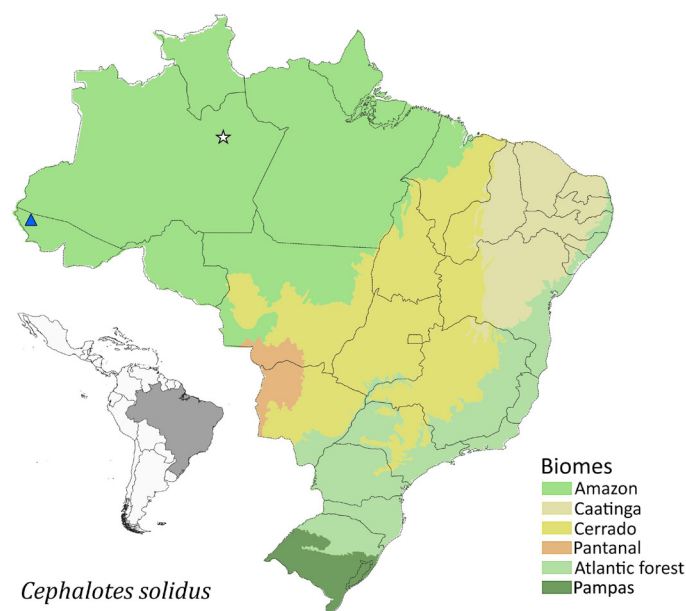 Biomes
Amazon
Caatinga
Cerrado
Pantanal
Atlantic forest
Pampas
Cephalotes solidus